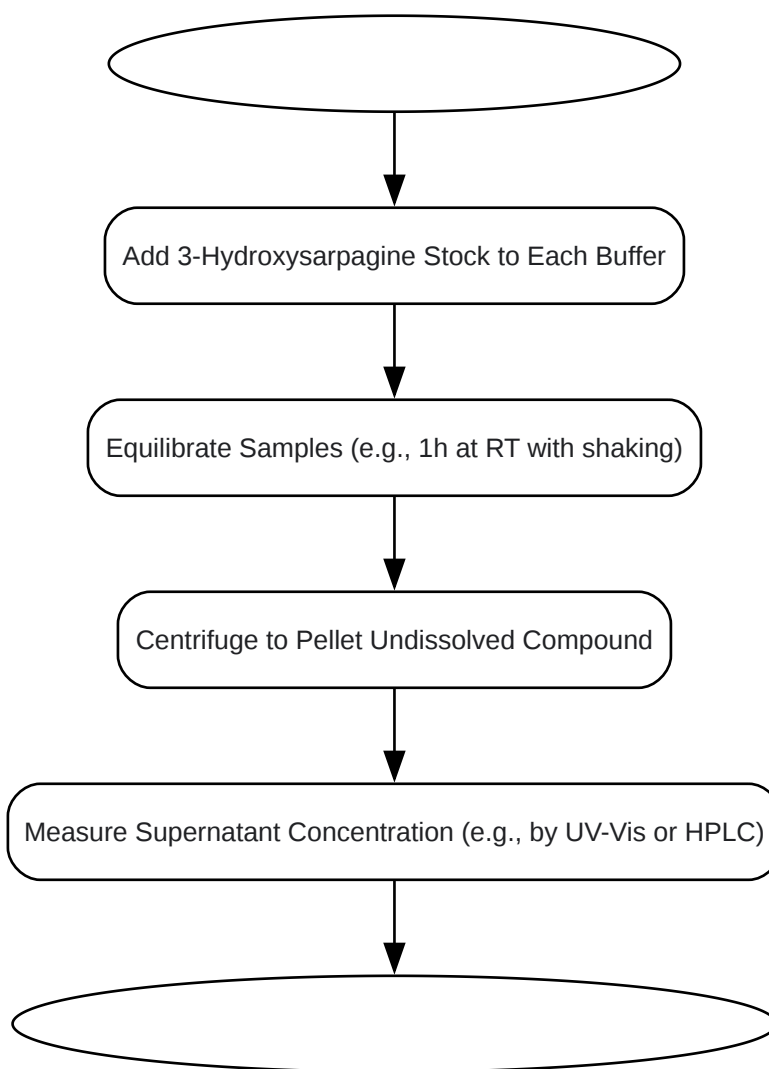 Add 3-Hydroxysarpagine Stock to Each Buffer
Equilibrate Samples (e.g., 1h at RT with shaking)
Centrifuge to Pellet Undissolved Compound
Measure Supernatant Concentration (e.g., by UV-Vis or HPLC)